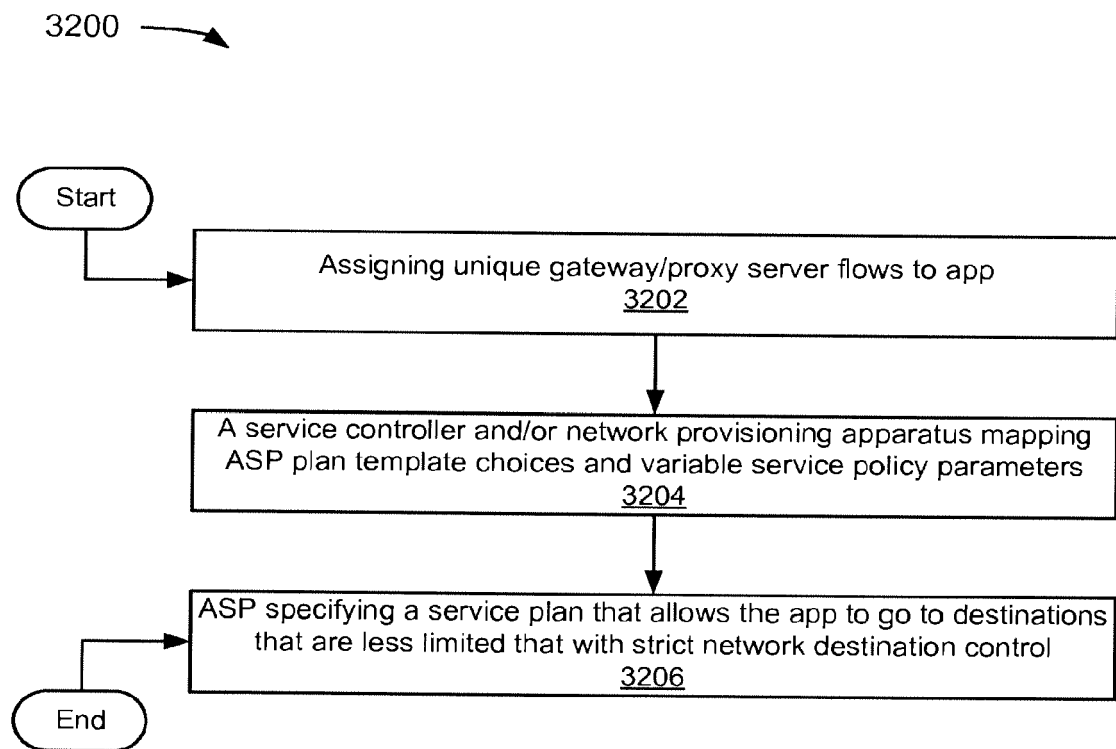 3200
Start
Assigning unique gateway/proxy server flows to app
3202
A service controller and/or network provisioning apparatus mapping
ASP plan template choices and variable service policy parameters
3204
ASP specifying a service plan that allows the app to go to destinations
that are less limited that with strict network destination control
3206
End